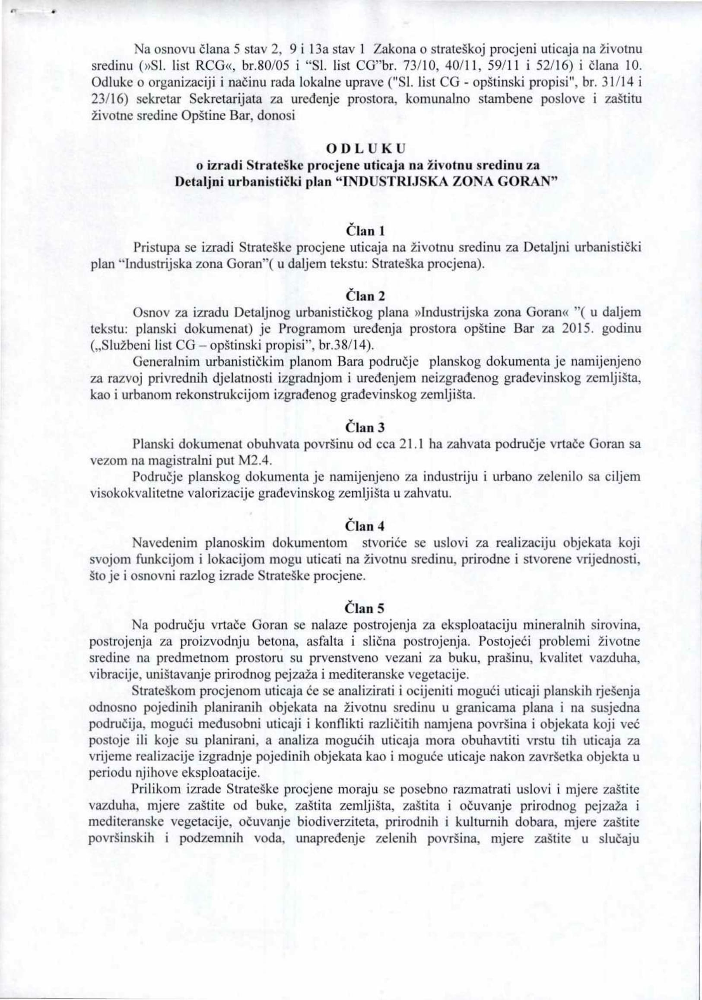 Na osnovu člana 5 stav 2, 9 i 13a stav 1 Zakona o strateškoj procjeni uticaja na životnu
sredinu (»Sl. list RCG«, br.80/05 i “Sl. list CG”br. 73/10, 40/11, 59/11 i 52/16) i člana 10.
Odluke o organizaciji i načinu rada lokalne uprave ("Sl. list CG - opštinski propisi", br. 31/14 i
23/16) sekretar Sekretarijata za uređenje prostora, komunalno stambene poslove i zaštitu
životne sredine Opštine Bar, donosi
O D L U K U
o izradi Strateške procjene uticaja na životnu sredinu za
Detaljni urbanistički plan “INDUSTRIJSKA ZONA GORAN”
Član 1
Pristupa se izradi Strateške procjene uticaja na životnu sredinu za Detaljni urbanistički
plan “Industrijska zona Goran”( u daljem tekstu: Strateška procjena).
Član 2
Osnov za izradu Detaljnog urbanističkog plana »Industrijska zona Goran« ”( u daljem
tekstu: planski dokumenat) je Programom uređenja prostora opštine Bar za 2015. godinu
(„Službeni list CG – opštinski propisi”, br.38/14).
Generalnim urbanističkim planom Bara područje planskog dokumenta je namijenjeno
za razvoj privrednih djelatnosti izgradnjom i uređenjem neizgrađenog građevinskog zemljišta,
kao i urbanom rekonstrukcijom izgrađenog građevinskog zemljišta.
Član 3
Planski dokumenat obuhvata površinu od cca 21.1 ha zahvata područje vrtače Goran sa
vezom na magistralni put M2.4.
Područje planskog dokumenta je namijenjeno za industriju i urbano zelenilo sa ciljem
visokokvalitetne valorizacije građevinskog zemljišta u zahvatu.
Član 4
Navedenim planoskim dokumentom stvoriće se uslovi za realizaciju objekata koji
svojom funkcijom i lokacijom mogu uticati na životnu sredinu, prirodne i stvorene vrijednosti,
što je i osnovni razlog izrade Strateške procjene.
Član 5
Na području vrtače Goran se nalaze postrojenja za eksploataciju mineralnih sirovina,
postrojenja za proizvodnju betona, asfalta i slična postrojenja. Postojeći problemi životne
sredine na predmetnom prostoru su prvenstveno vezani za buku, prašinu, kvalitet vazduha,
vibracije, uništavanje prirodnog pejzaža i mediteranske vegetacije.
Strateškom procjenom uticaja će se analizirati i ocijeniti mogući uticaji planskih rješenja
odnosno pojedinih planiranih objekata na životnu sredinu u granicama plana i na susjedna
područija, mogući međusobni uticaji i konflikti različitih namjena površina i objekata koji već
postoje ili koje su planirani, a analiza mogućih uticaja mora obuhavtiti vrstu tih uticaja za
vrijeme realizacije izgradnje pojedinih objekata kao i moguće uticaje nakon završetka objekta u
periodu njihove eksploatacije.
Prilikom izrade Strateške procjene moraju se posebno razmatrati uslovi i mjere zaštite
vazduha, mjere zaštite od buke, zaštita zemljišta, zaštita i očuvanje prirodnog pejzaža i
mediteranske vegetacije, očuvanje biodiverziteta, prirodnih i kulturnih dobara, mjere zaštite
površinskih i podzemnih voda, unapređenje zelenih površina, mjere zaštite u slučaju